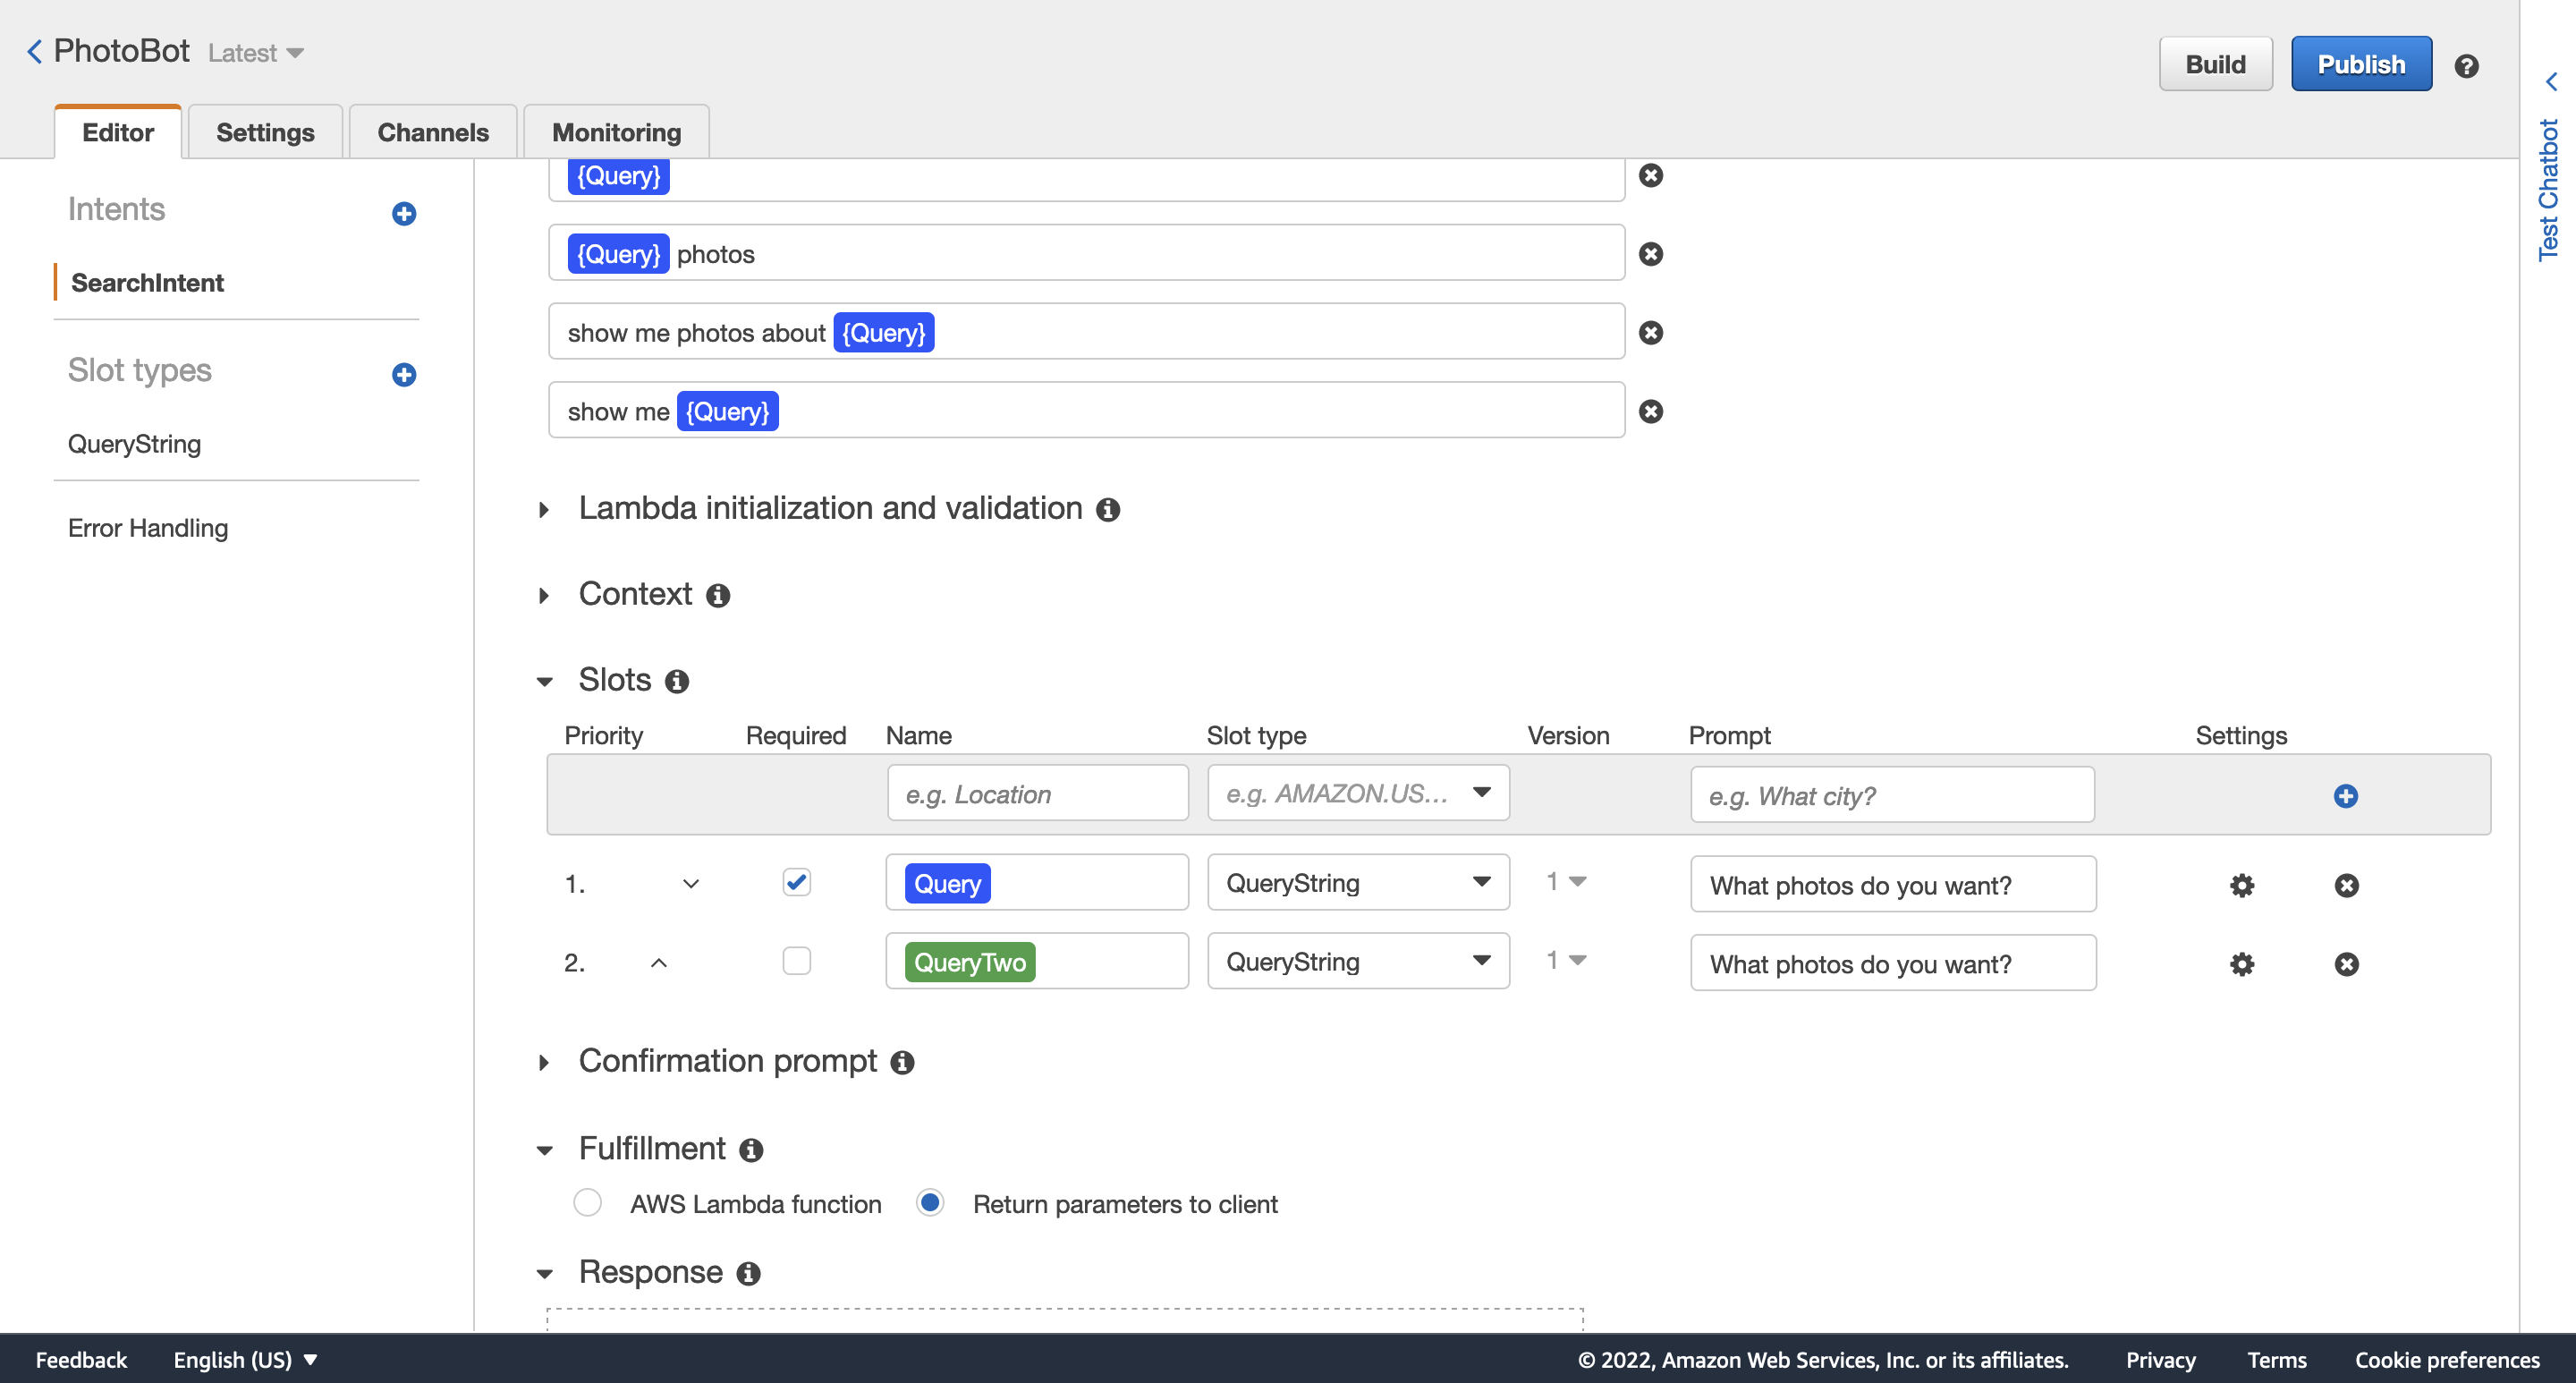 PhotoBot Latest
Build Publish
Editor Settings Channels Monitoring
Test Chatbot
Intents
SearchIntent
Slot types
QueryString
Error Handling
{Query}
{Query} photos
show me photos about {Query}
show me {Query}
Lambda initialization and validation
Context
Slots
Priority Required Name Slot type Version Prompt Settings
e.g. Location e.g. AMAZON.US... e.g. What city?
1. Query QueryString 1 What photos do you want?
2. QueryTwo QueryString 1 What photos do you want?
Confirmation prompt
Fulfillment
AWS Lambda function Return parameters to client
Response
Feedback English (US) © 2022, Amazon Web Services, Inc. or its affiliates. Privacy Terms Cookie preferences